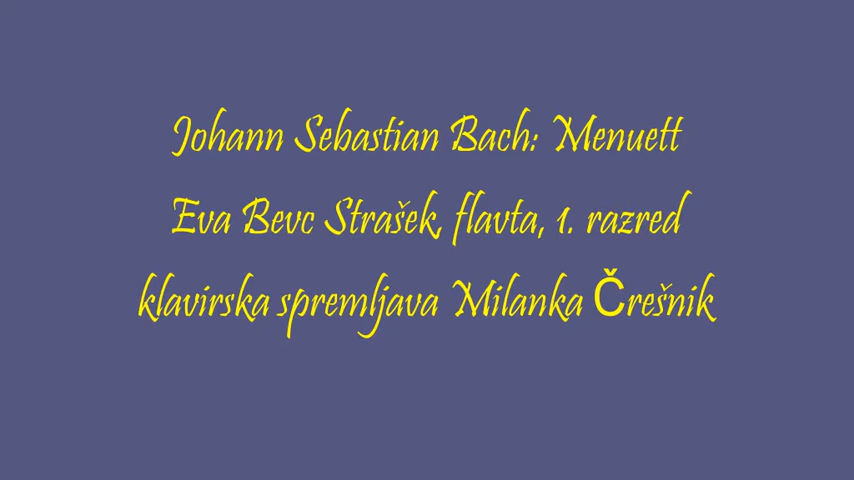 Johann Sebastian Bach: Menuett
Eva Bevc Strašek, flavta, 1. razred
klavirska spremljava Milanka Črešnik